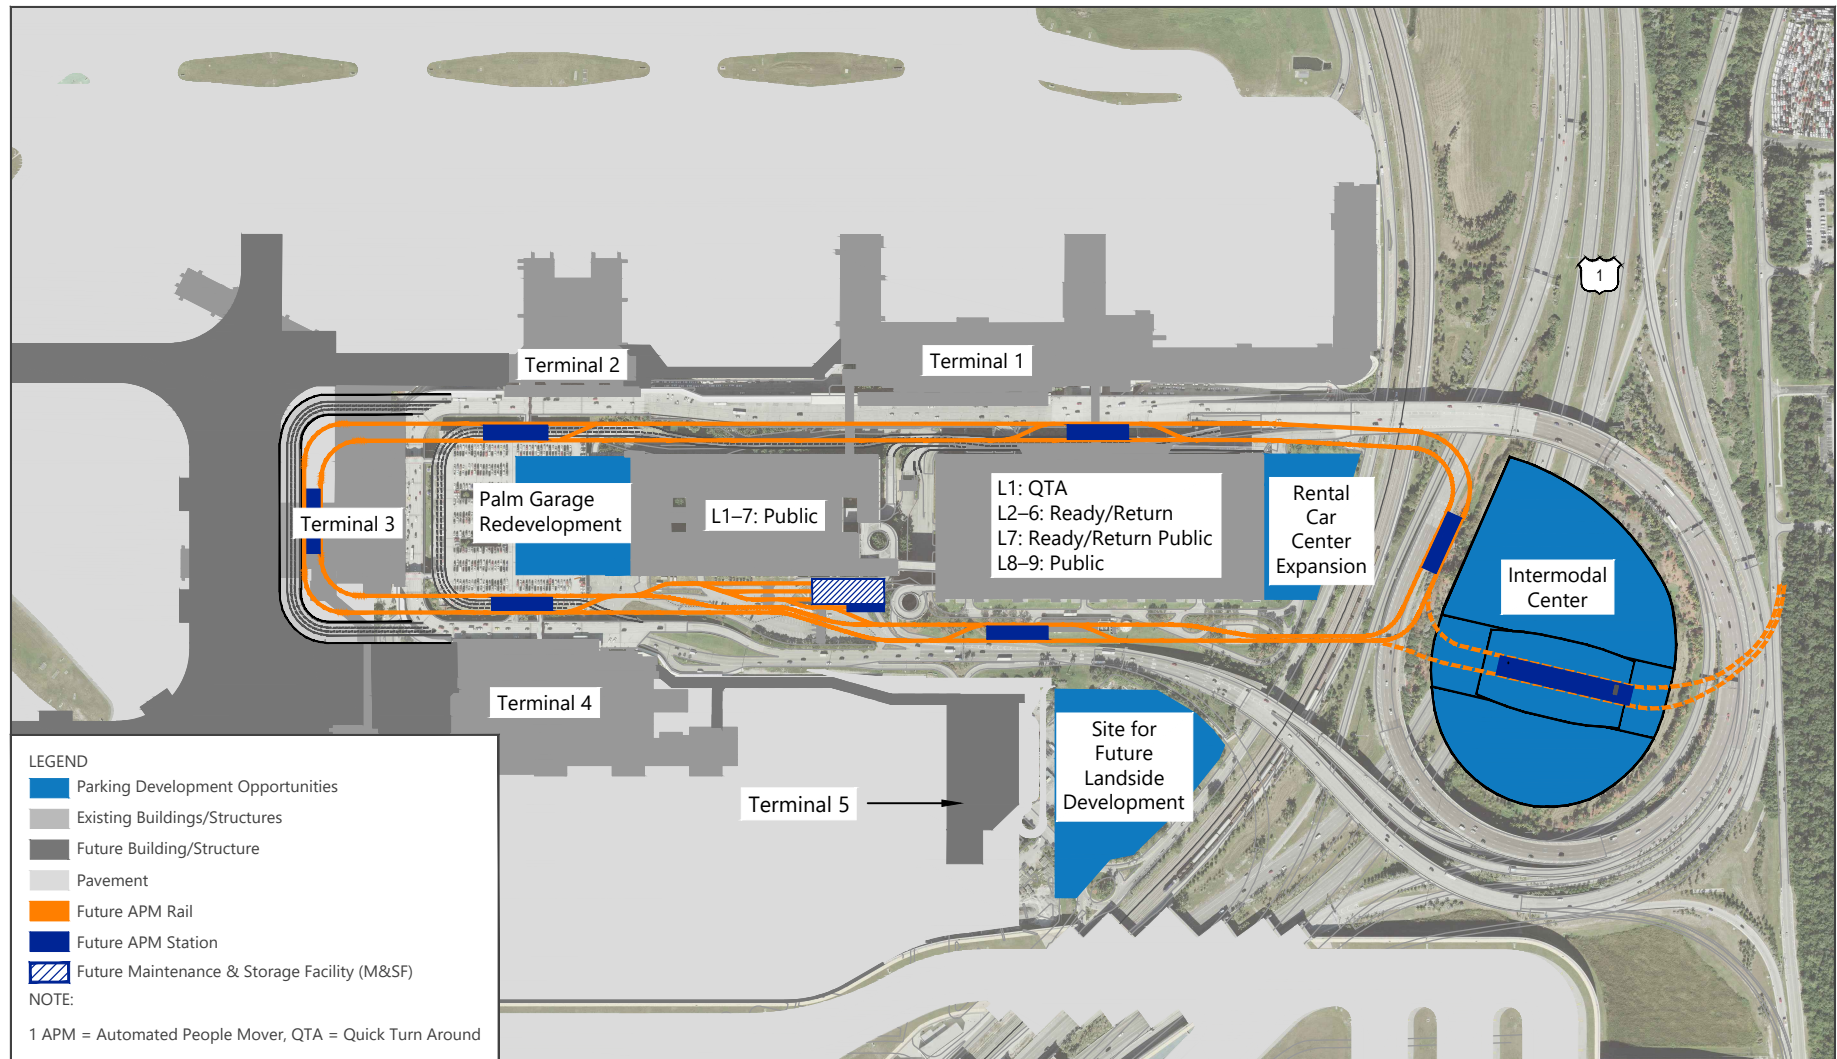 1
Terminal 2
Terminal 1
Terminal 3
Palm Garage
Redevelopment
L1–7: Public
L1: QTA
L2–6: Ready/Return
L7: Ready/Return Public
L8–9: Public
Rental
Car
Center
Expansion
Intermodal
Center
Terminal 4
Terminal 5
Site for
Future
Landside
Development
LEGEND
Parking Development Opportunities
Existing Buildings/Structures
Future Building/Structure
Pavement
Future APM Rail
Future APM Station
Future Maintenance & Storage Facility (M&SF)
NOTE:
1 APM = Automated People Mover, QTA = Quick Turn Around